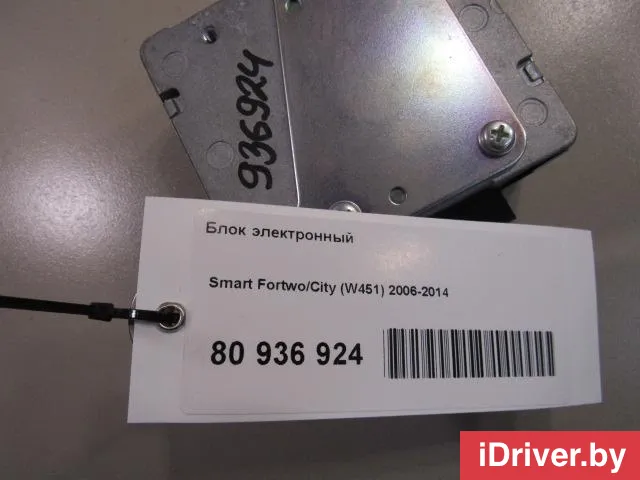 936924
Блок электронный
Smart Fortwo/City (W451) 2006-2014
80 936 924
iDriver.by